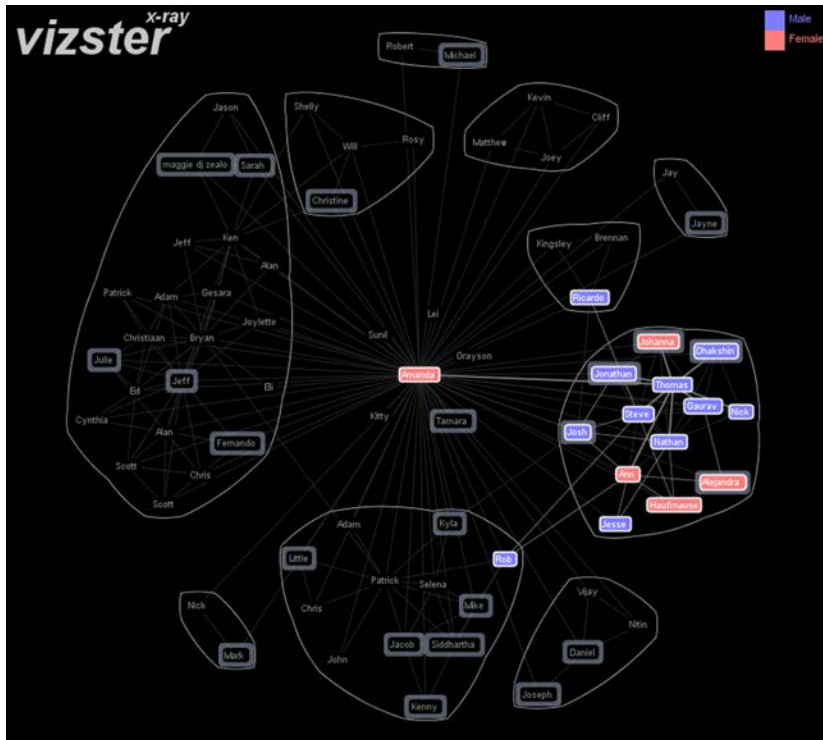 x-ray
vizster
Male
Female
Robert
Michael
Jason
Shelly
Kevin
Cliff
Will
Rosy
Matthew
Joey
maggie dj zealo
Sarah
Jay
Christine
Jayne
Jeff
Ken
Kingsley
Brennan
Alan
Patrick
Adam
Gesara
Ricardo
Lei
Joylette
Christiaan
Bryan
Sunil
Johanna
Dhakshin
Julie
Grayson
Jeff
Eli
Amanda
Jonathan
Thomas
Cynthia
Kitty
Tamara
Steve
Gaurav
Nick
Alan
Fernando
Josh
Nathan
Scott
Chris
Ann
Alejandra
Scott
Haufmause
Adam
Kyla
Jesse
Little
Rob
Patrick
Selena
Vijay
Nick
Chris
Mike
Nitin
Mark
John
Jacob
Siddhartha
Daniel
Joseph
Kenny